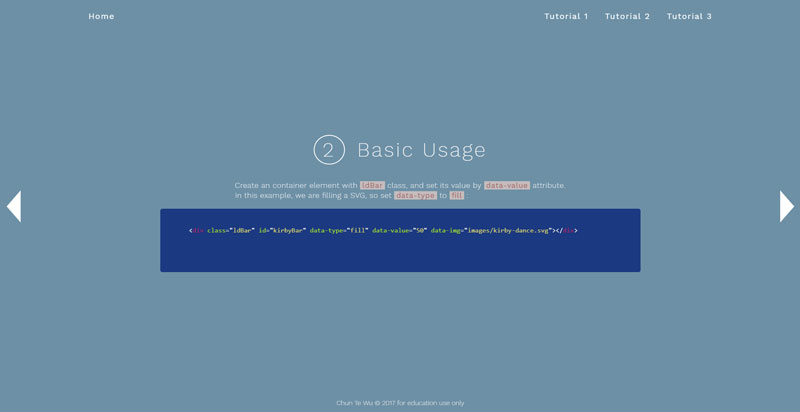 Home Tutorial 1 Tutorial 2 Tutorial 3
2 Basic Usage
Create an container element with ldBar class, and set its value by data-value attribute.
In this example, we are filling a SVG, so set data-type to fill :
<div class="ldBar" id="kirbyBar" data-type="fill" data-value="50" data-img="images/kirby-dance.svg"></div>
Chun Te Wu © 2017 for education use only